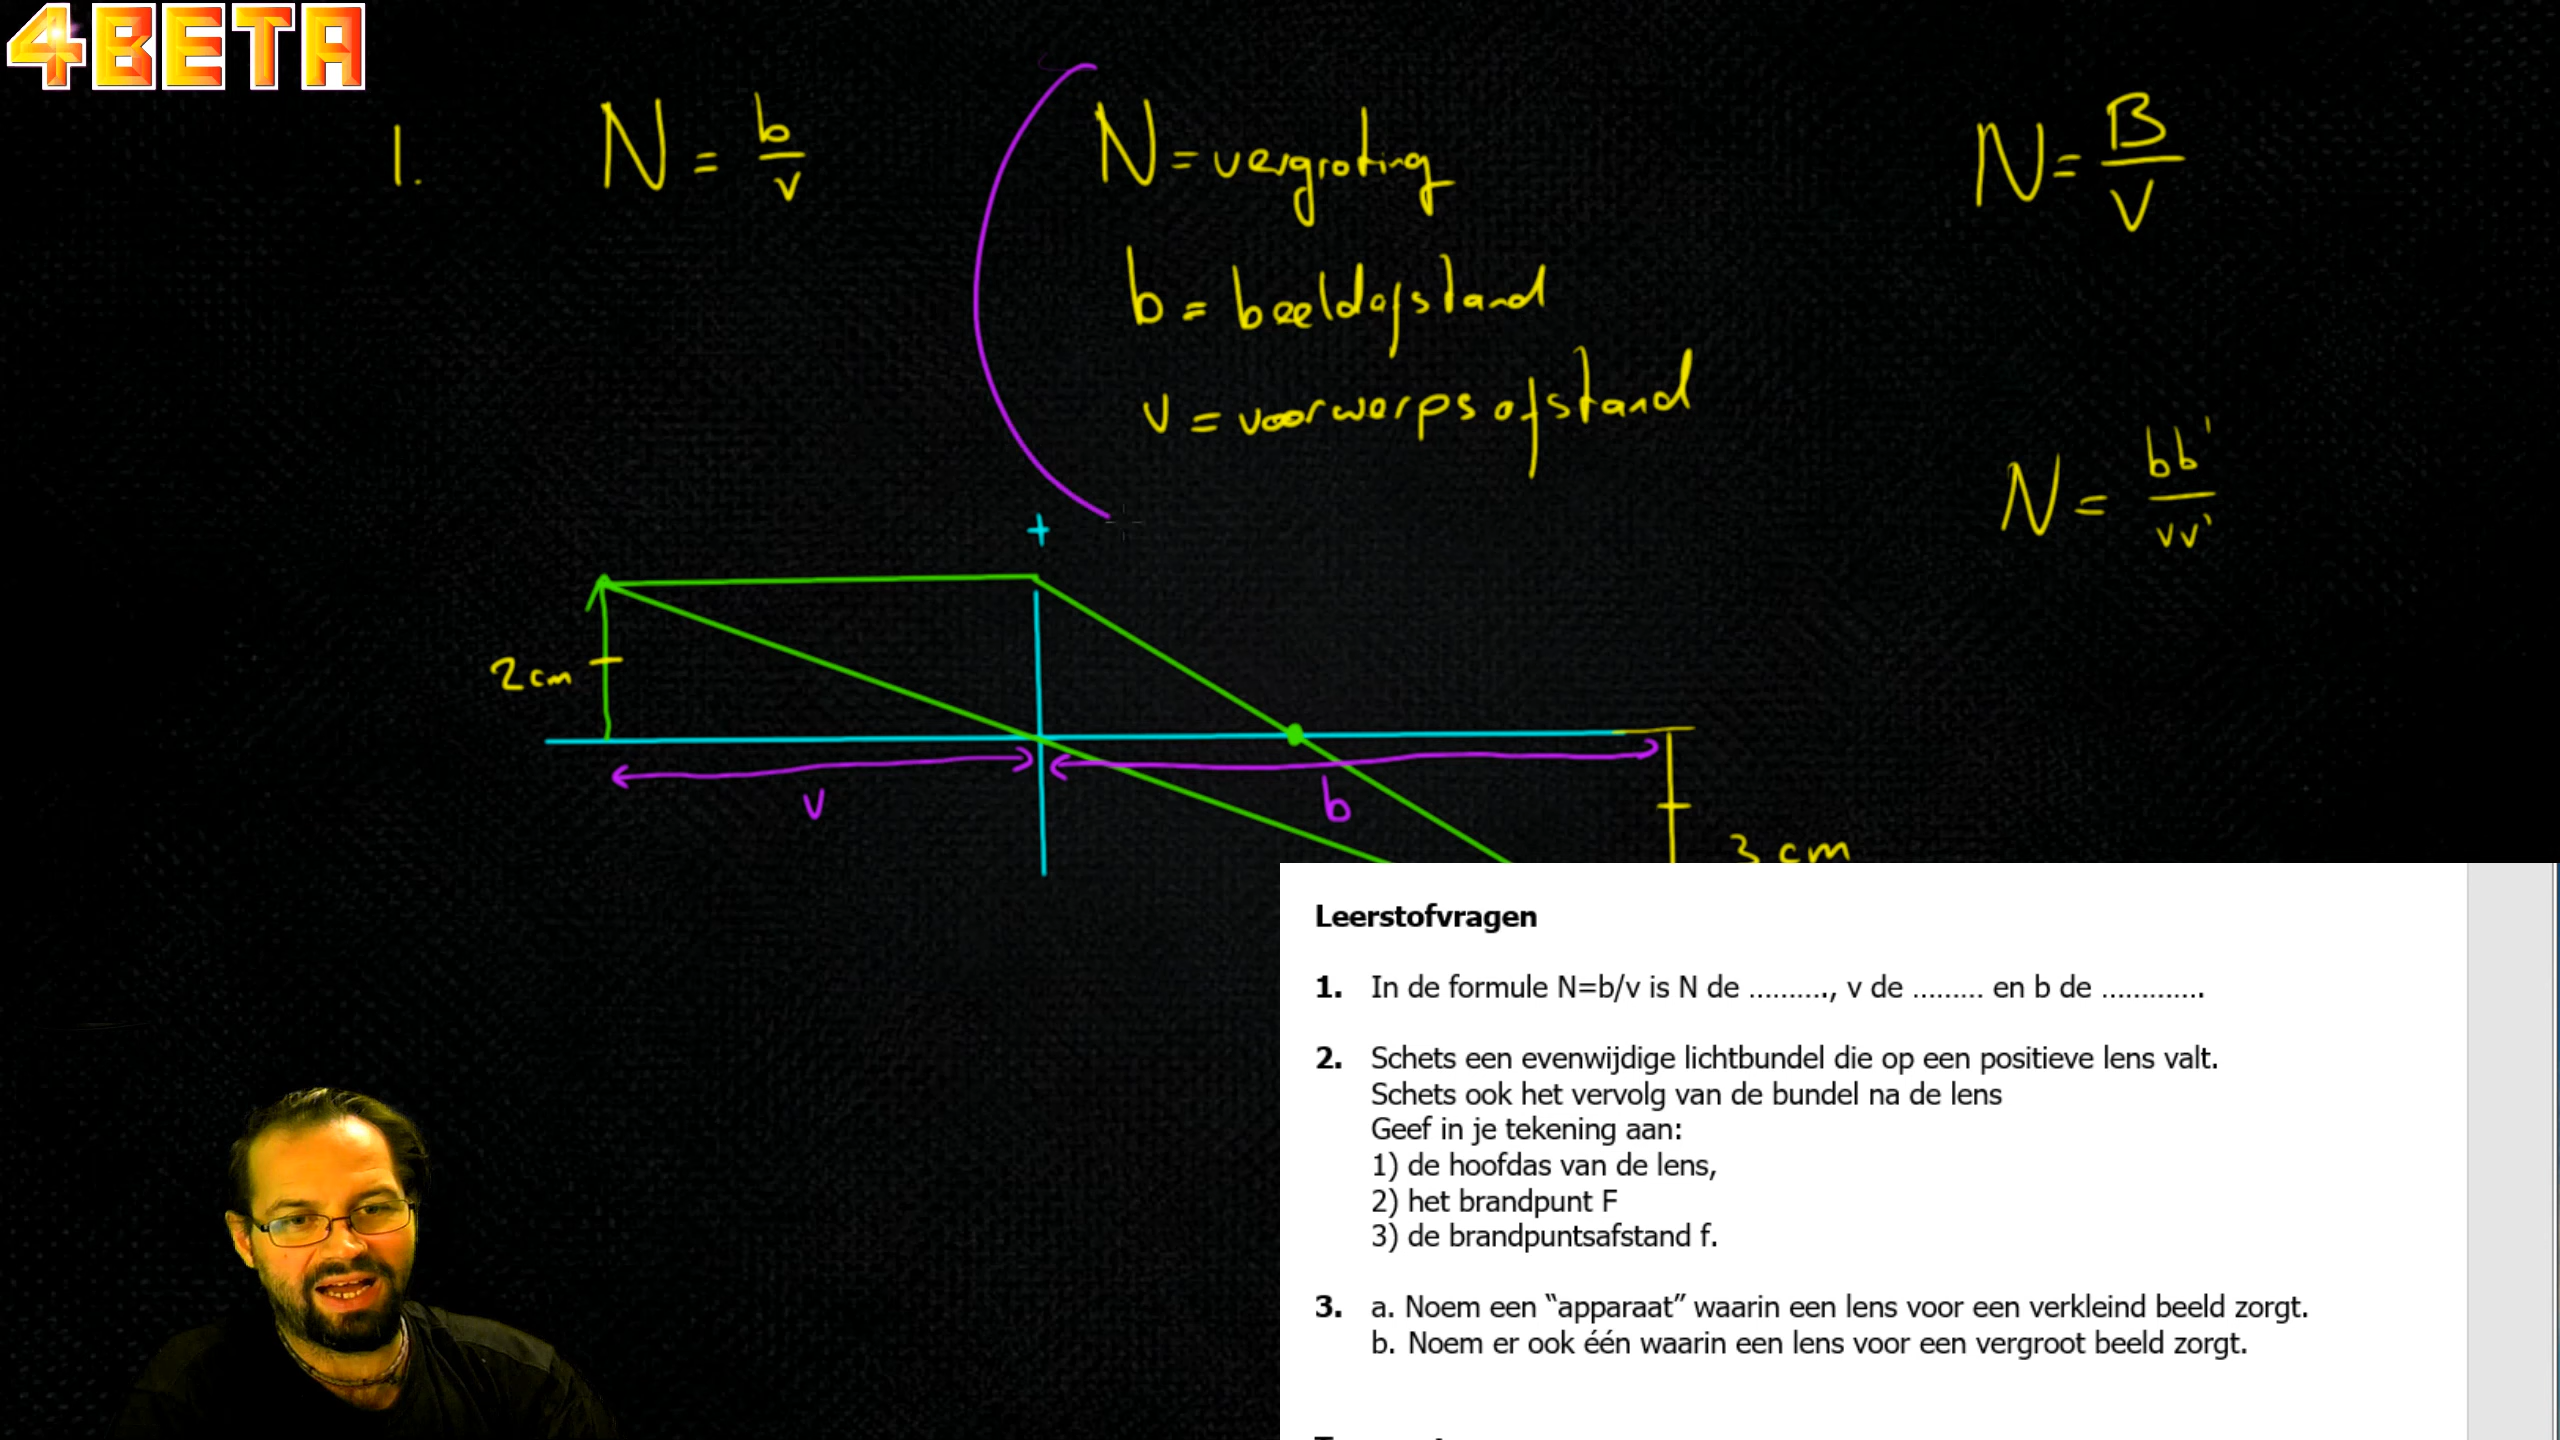 4BETA
1. N = b/v
N = vergroting
b = beeldafstand
v = voorwerpsafstand
N = B/V
N = bb'/vv'
+
2 cm
v
b
3 cm
Leerstofvragen
1. In de formule N=b/v is N de .........., v de ......... en b de ............
2. Schets een evenwijdige lichtbundel die op een positieve lens valt.
Schets ook het vervolg van de bundel na de lens
Geef in je tekening aan:
1) de hoofdas van de lens,
2) het brandpunt F
3) de brandpuntsafstand f.
3. a. Noem een “apparaat” waarin een lens voor een verkleind beeld zorgt.
b. Noem er ook één waarin een lens voor een vergroot beeld zorgt.